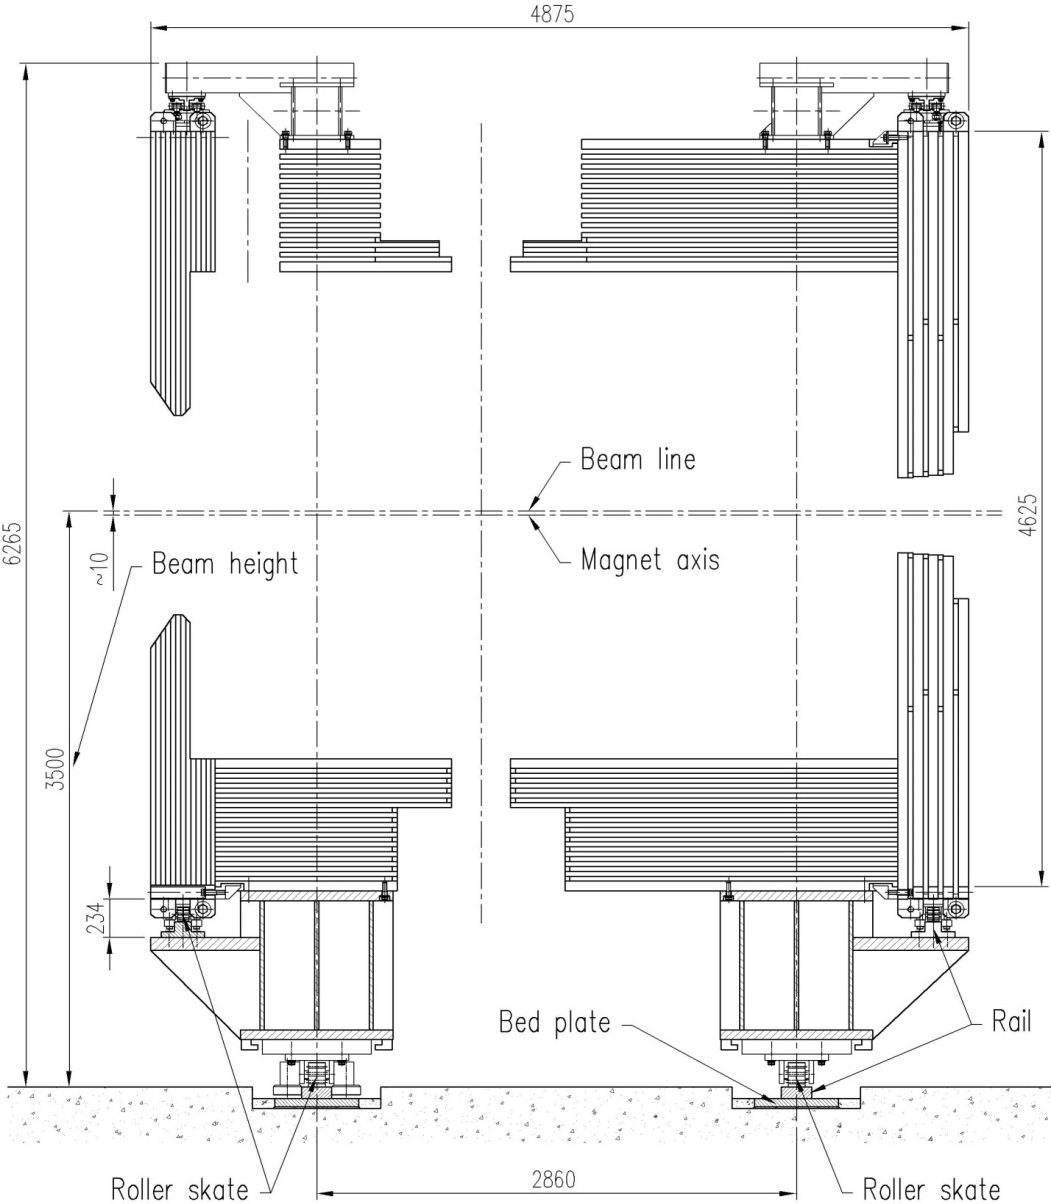 4875
Beam line
6265
~10
4625
Beam height
Magnet axis
3500
234
Bed plate
Rail
Roller skate
2860
Roller skate